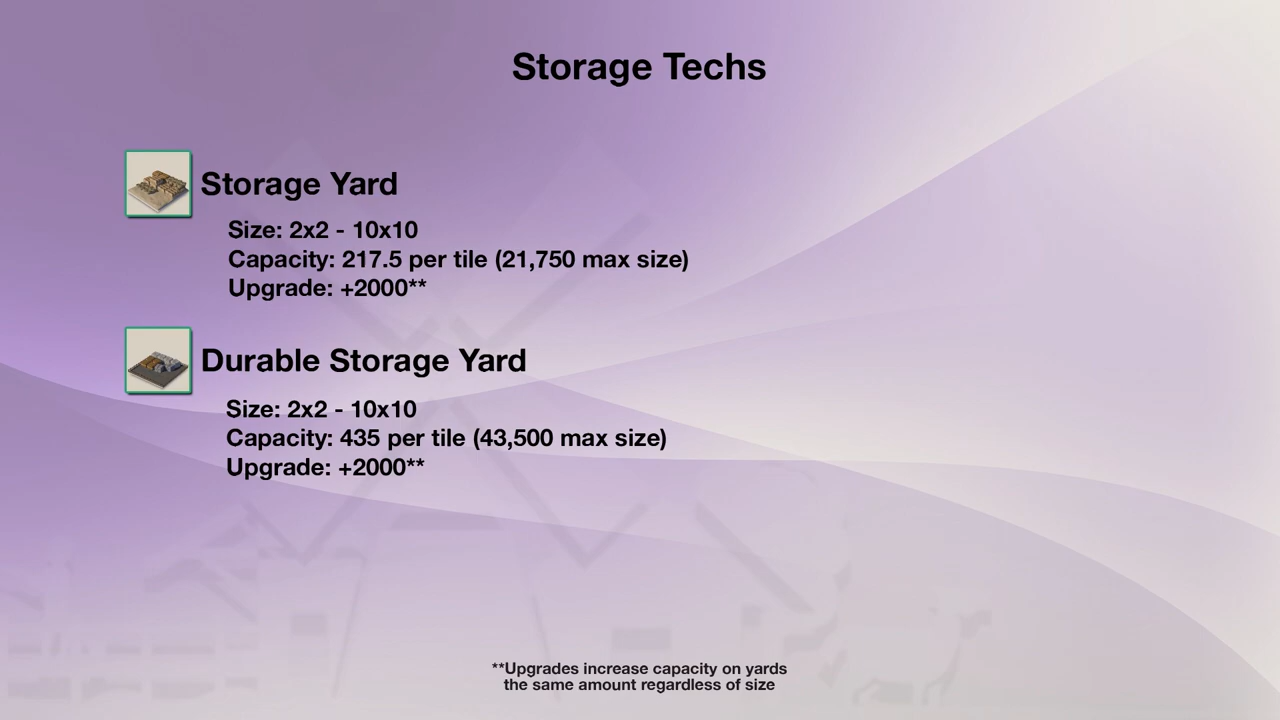 Storage Techs
Storage Yard
Size: 2x2 - 10x10
Capacity: 217.5 per tile (21,750 max size)
Upgrade: +2000**
Durable Storage Yard
Size: 2x2 - 10x10
Capacity: 435 per tile (43,500 max size)
Upgrade: +2000**
**Upgrades increase capacity on yards
the same amount regardless of size